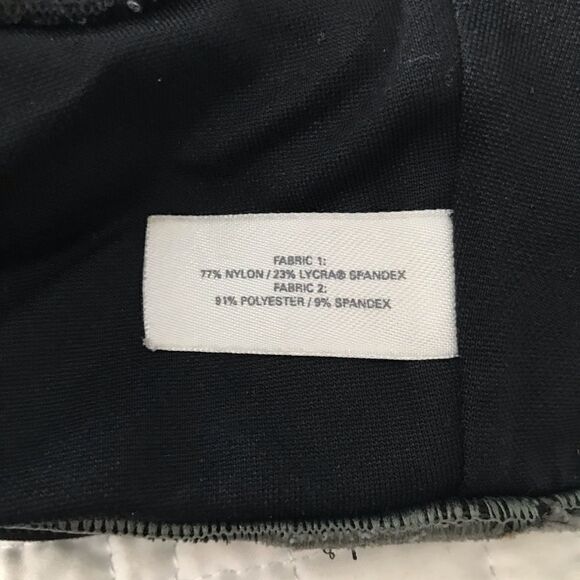 FABRIC 1:
77% NYLON / 23% LYCRA® SPANDEX
FABRIC 2:
91% POLYESTER / 9% SPANDEX